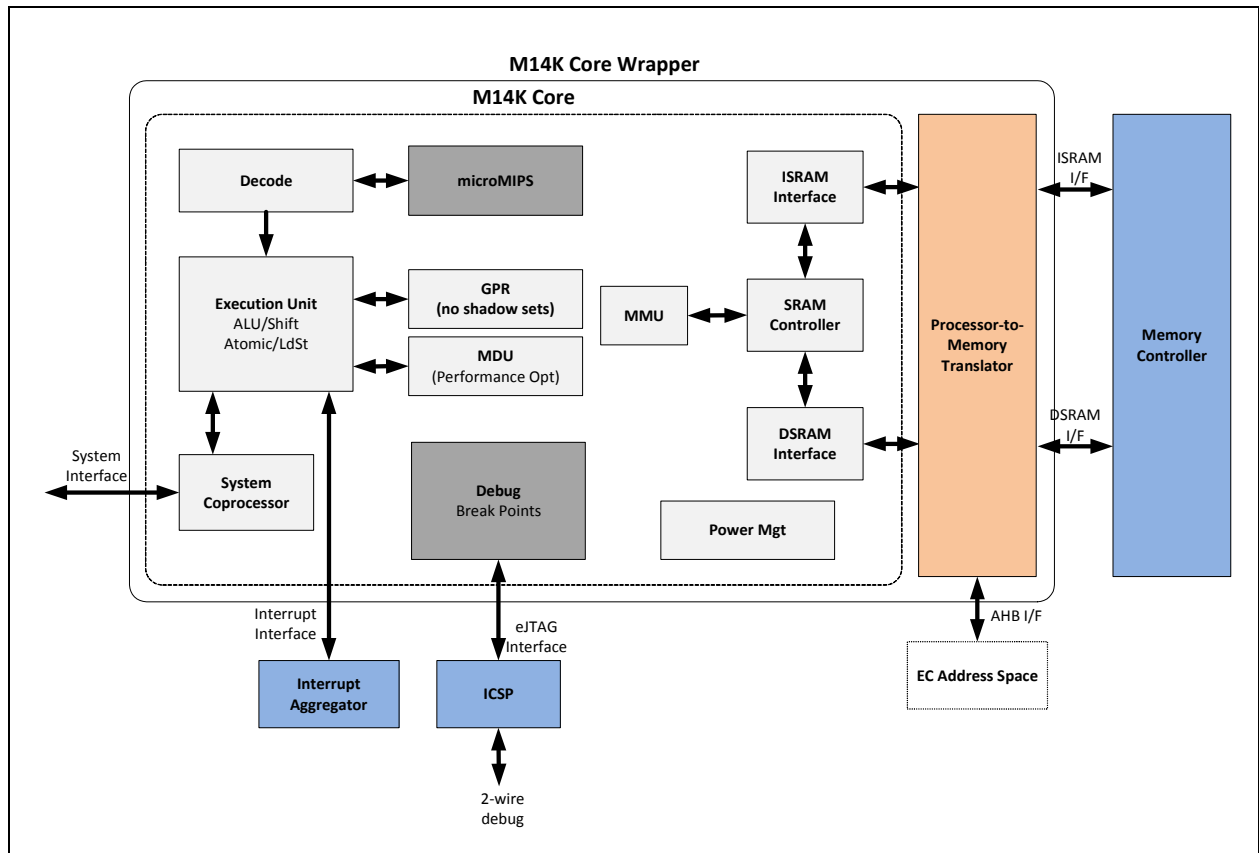 M14K Core Wrapper
M14K Core
Decode
microMIPS
ISRAM
Interface
ISRAM
I/F
Execution Unit
ALU/Shift
Atomic/LdSt
GPR
(no shadow sets)
MDU
(Performance Opt)
MMU
SRAM
Controller
Processor-to-
Memory
Translator
Memory
Controller
DSRAM
Interface
DSRAM
I/F
System
Interface
System
Coprocessor
Debug
Break Points
Power Mgt
Interrupt
Interface
eJTAG
Interface
AHB I/F
Interrupt
Aggregator
ICSP
EC Address Space
2-wire
debug